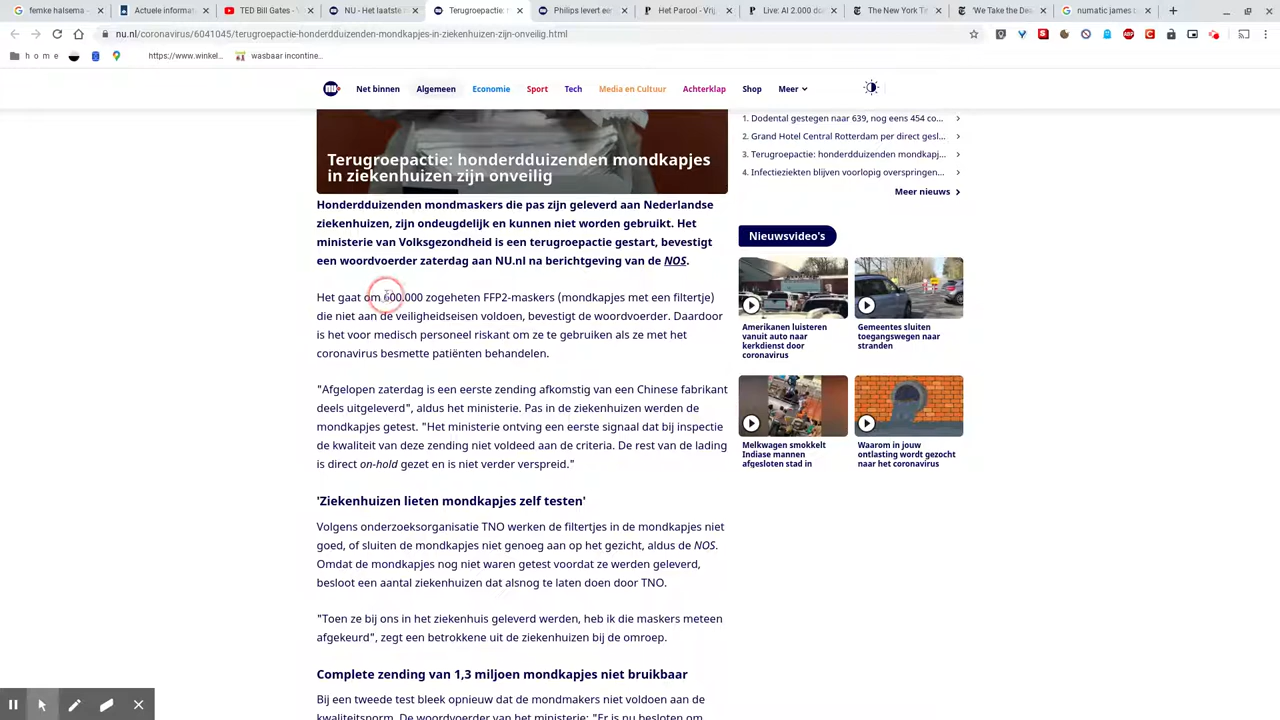 femke halsema -
Actuele informat
TED Bill Gates - W
NU - Het laatste
Terugroepactie: h
Philips levert eer
Het Parool - Vrij,
Live: Al 2.000 do
The New York Te
'We Take the Dea
numatic james t
nu.nl/coronavirus/6041045/terugroepactie-honderdduizenden-mondkapjes-in-ziekenhuizen-zijn-onveilig.html
h o m e
https://www.winkel...
wasbaar incontine...
NU
Net binnen
Algemeen
Economie
Sport
Tech
Media en Cultuur
Achterklap
Shop
Meer
Terugroepactie: honderdduizenden mondkapjes
in ziekenhuizen zijn onveilig
Honderdduizenden mondmaskers die pas zijn geleverd aan Nederlandse
ziekenhuizen, zijn ondeugdelijk en kunnen niet worden gebruikt. Het
ministerie van Volksgezondheid is een terugroepactie gestart, bevestigt
een woordvoerder zaterdag aan NU.nl na berichtgeving van de NOS.
Het gaat om 600.000 zogeheten FFP2-maskers (mondkapjes met een filtertje)
die niet aan de veiligheidseisen voldoen, bevestigt de woordvoerder. Daardoor
is het voor medisch personeel riskant om ze te gebruiken als ze met het
coronavirus besmette patiënten behandelen.
"Afgelopen zaterdag is een eerste zending afkomstig van een Chinese fabrikant
deels uitgeleverd", aldus het ministerie. Pas in de ziekenhuizen werden de
mondkapjes getest. "Het ministerie ontving een eerste signaal dat bij inspectie
de kwaliteit van deze zending niet voldeed aan de criteria. De rest van de lading
is direct on-hold gezet en is niet verder verspreid."
'Ziekenhuizen lieten mondkapjes zelf testen'
Volgens onderzoeksorganisatie TNO werken de filtertjes in de mondkapjes niet
goed, of sluiten de mondkapjes niet genoeg aan op het gezicht, aldus de NOS.
Omdat de mondkapjes nog niet waren getest voordat ze werden geleverd,
besloot een aantal ziekenhuizen dat alsnog te laten doen door TNO.
"Toen ze bij ons in het ziekenhuis geleverd werden, heb ik die maskers meteen
afgekeurd", zegt een betrokkene uit de ziekenhuizen bij de omroep.
Complete zending van 1,3 miljoen mondkapjes niet bruikbaar
Bij een tweede test bleek opnieuw dat de mondmakers niet voldoen aan de
kwaliteitsnorm. De woordvoerder van het ministerie: "Er is nu besloten om
1. Dodental gestegen naar 639, nog eens 454 co...
2. Grand Hotel Central Rotterdam per direct gesl...
3. Terugroepactie: honderdduizenden mondkapj...
4. Infectieziekten blijven voorlopig overspringen...
Meer nieuws
Nieuwsvideo's
Amerikanen luisteren
vanuit auto naar
kerkdienst door
coronavirus
Gemeentes sluiten
toegangswegen naar
stranden
Melkwagen smokkelt
Indiase mannen
afgesloten stad in
Waarom in jouw
ontlasting wordt gezocht
naar het coronavirus